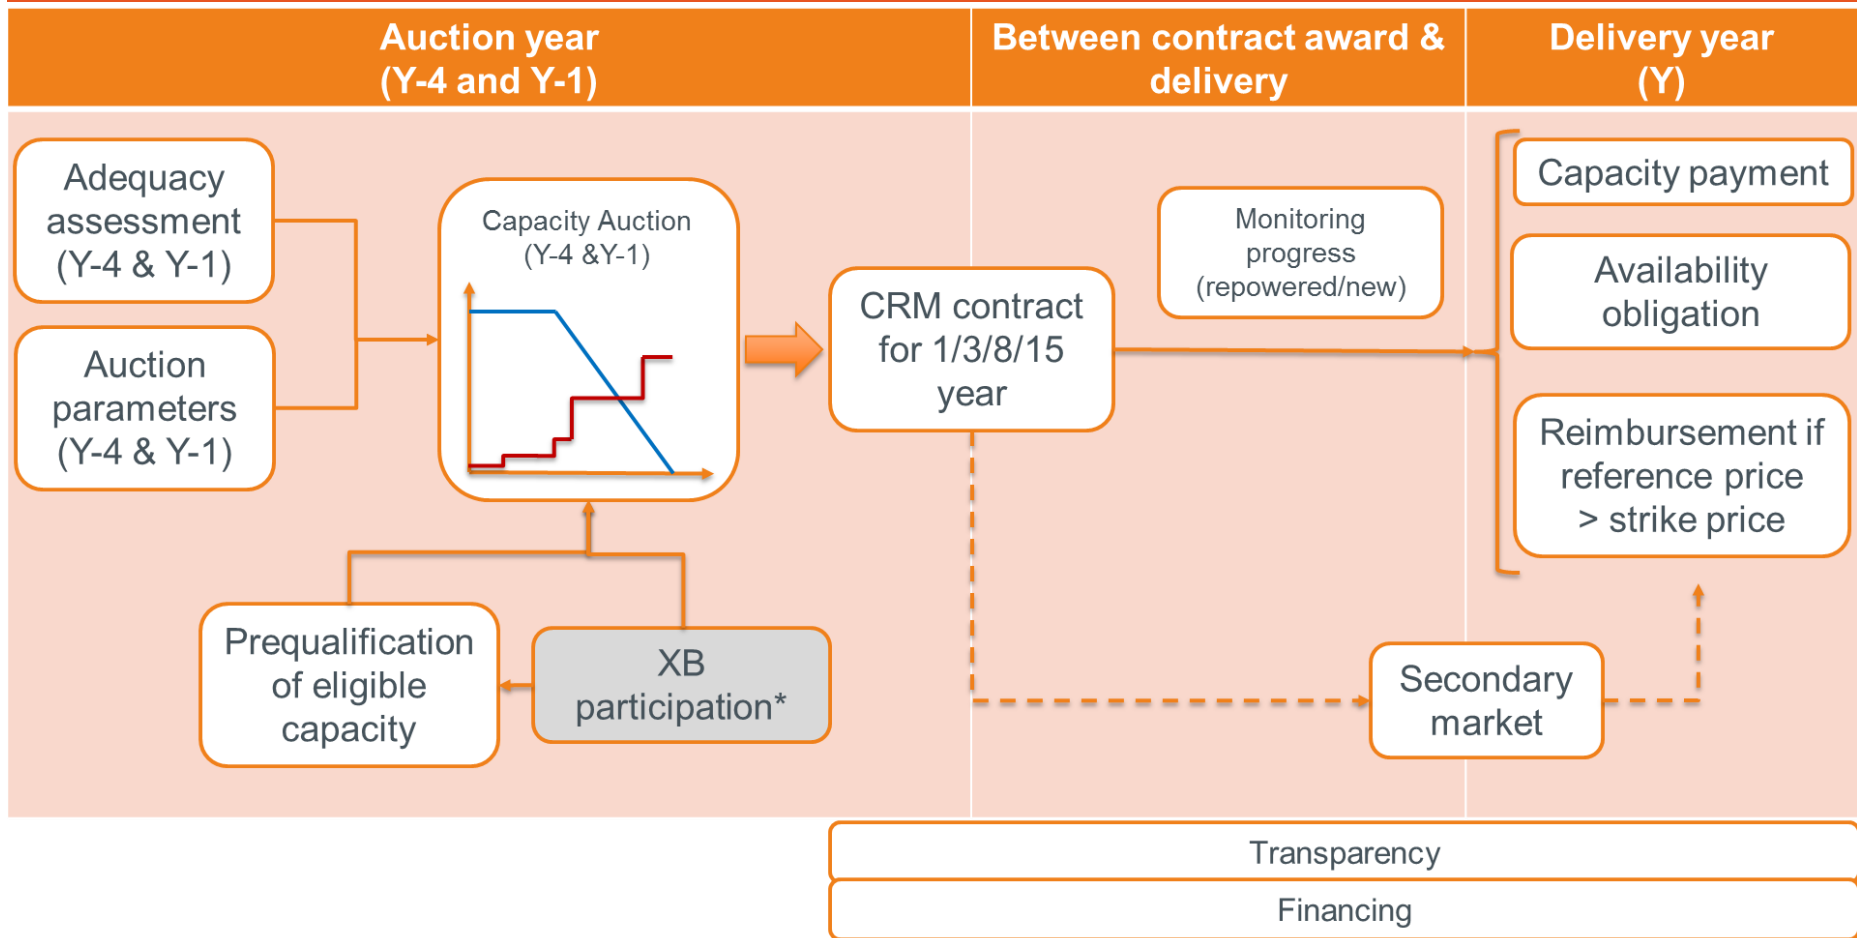 Auction year
(Y-4 and Y-1)
Between contract award &
delivery
Delivery year
(Y)
Adequacy
assessment
(Y-4 & Y-1)
Auction
parameters
(Y-4 & Y-1)
Capacity Auction
(Y-4 &Y-1)
Prequalification
of eligible
capacity
XB
participation*
CRM contract
for 1/3/8/15
year
Monitoring
progress
(repowered/new)
Secondary
market
Capacity payment
Availability
obligation
Reimbursement if
reference price
> strike price
Transparency
Financing